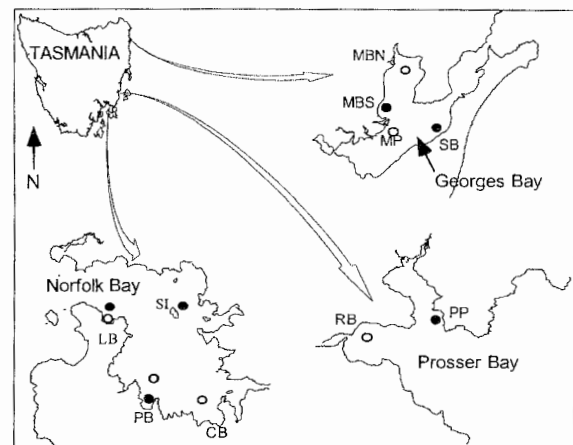 TASMANIA
N
MBN
MBS
MP
SB
Georges Bay
Norfolk Bay
SI
LB
PB
CB
RB
PP
Prosser Bay